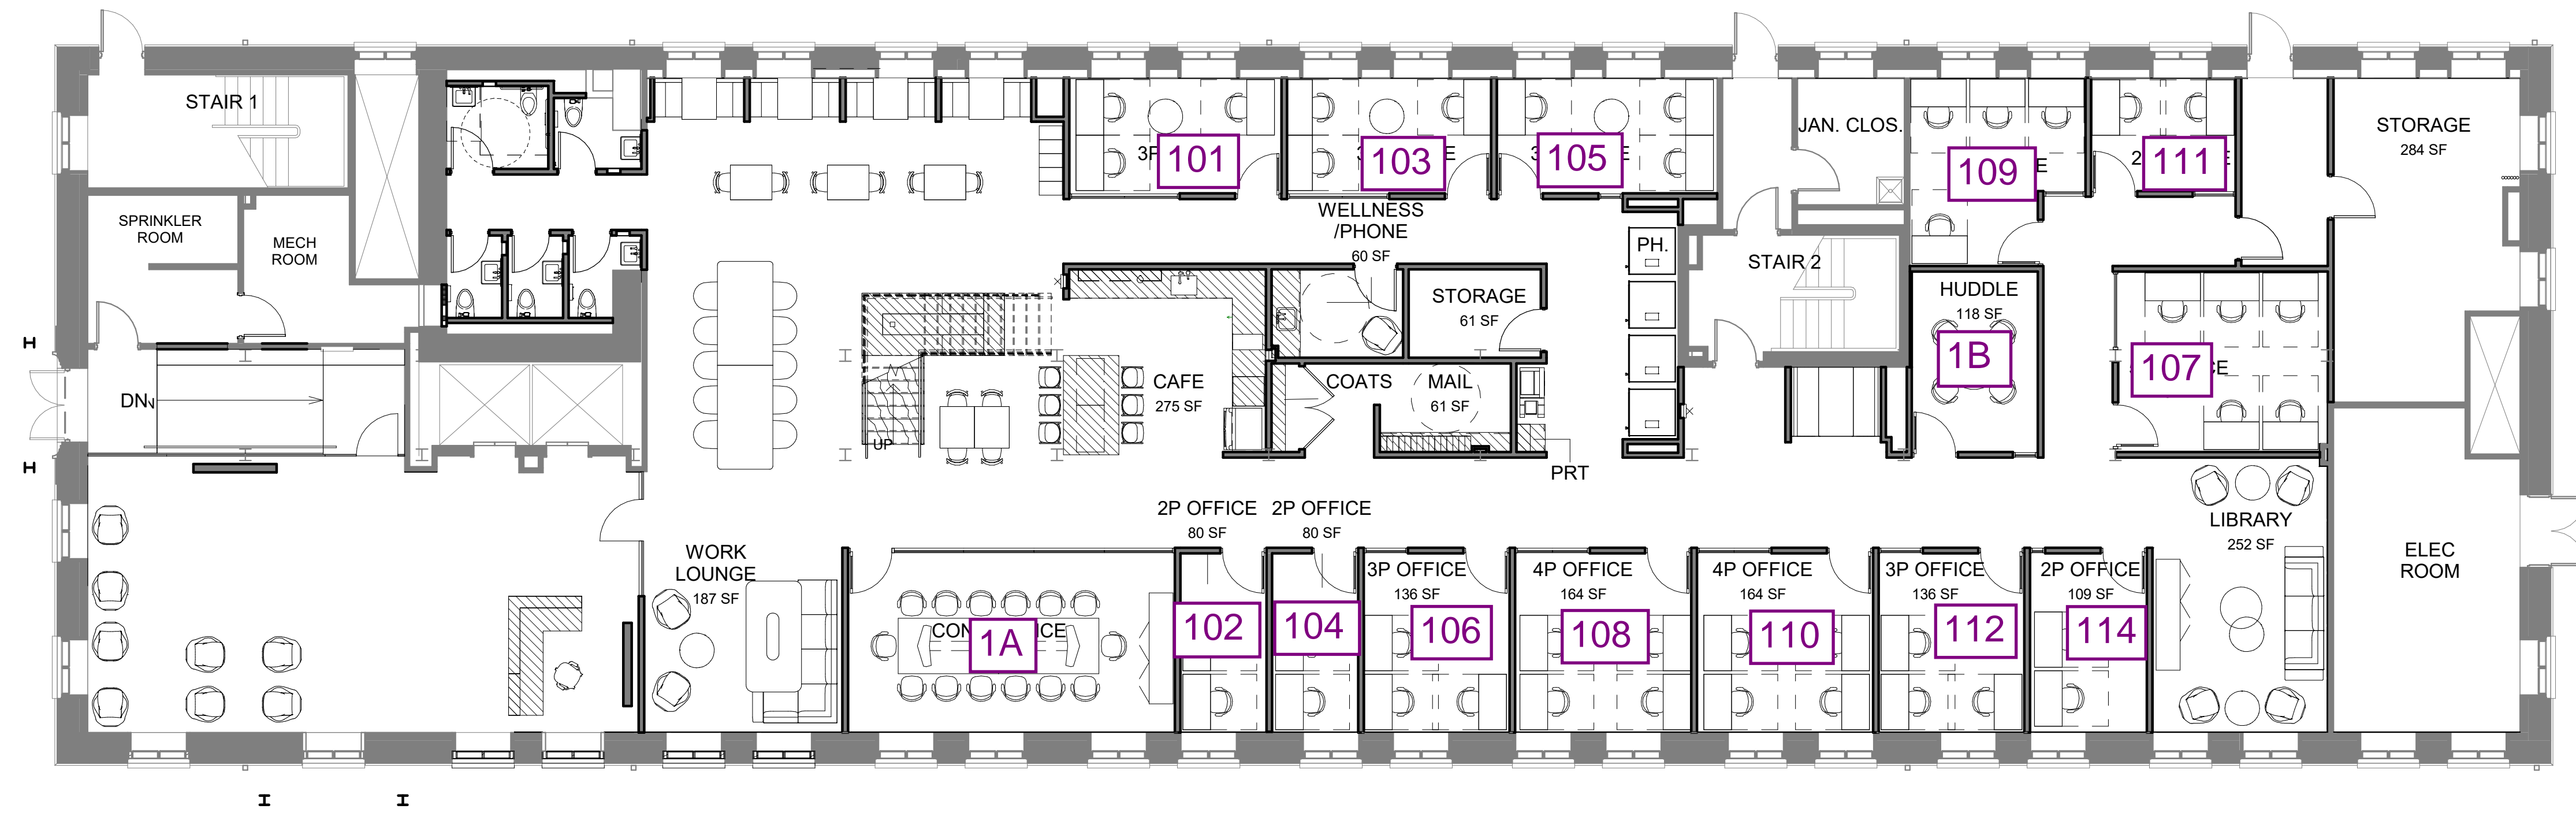 STAIR 1
SPRINKLER
ROOM
MECH
ROOM
DN
UP
101
103
105
WELLNESS
/PHONE
60 SF
PH.
STORAGE
61 SF
CAFE
275 SF
COATS
MAIL
61 SF
PRT
JAN. CLOS.
STAIR 2
109
111
STORAGE
284 SF
HUDDLE
118 SF
1B
107
LIBRARY
252 SF
ELEC
ROOM
WORK
LOUNGE
187 SF
1A
2P OFFICE
80 SF
102
2P OFFICE
80 SF
104
3P OFFICE
136 SF
106
4P OFFICE
164 SF
108
4P OFFICE
164 SF
110
3P OFFICE
136 SF
112
2P OFFICE
109 SF
114